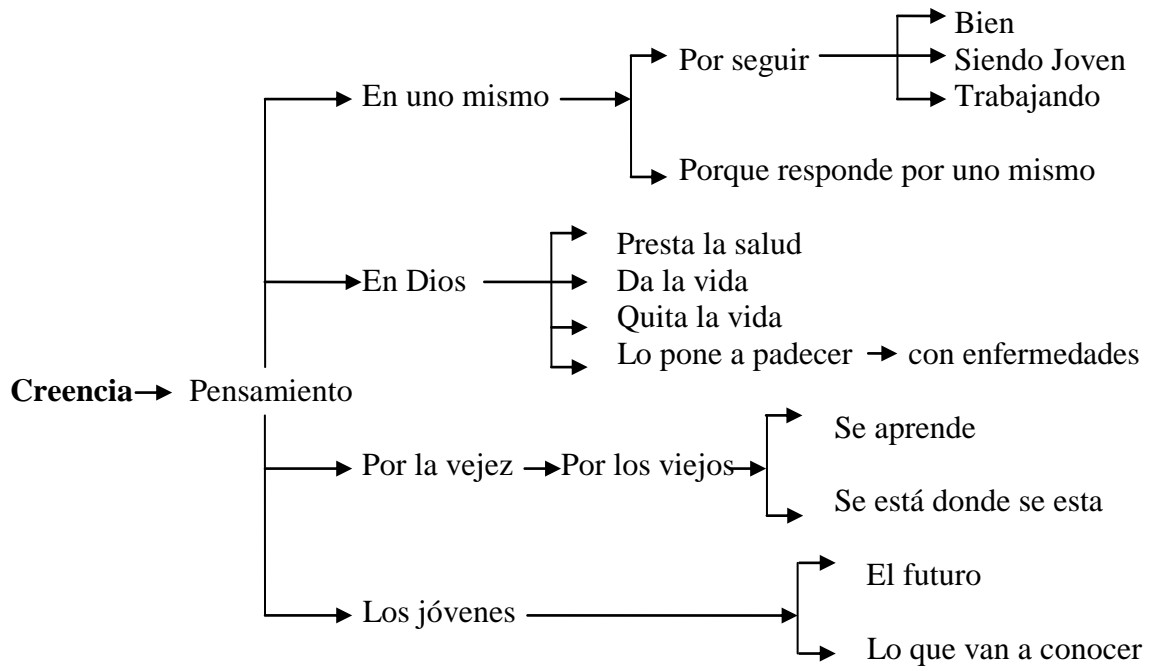 Bien
Por seguir Siendo Joven
En uno mismo Trabajando
Porque responde por uno mismo
Presta la salud
En Dios Da la vida
Quita la vida
Lo pone a padecer con enfermedades
Creencia Pensamiento
Se aprende
Por la vejez Por los viejos
Se está donde se esta
El futuro
Los jóvenes
Lo que van a conocer